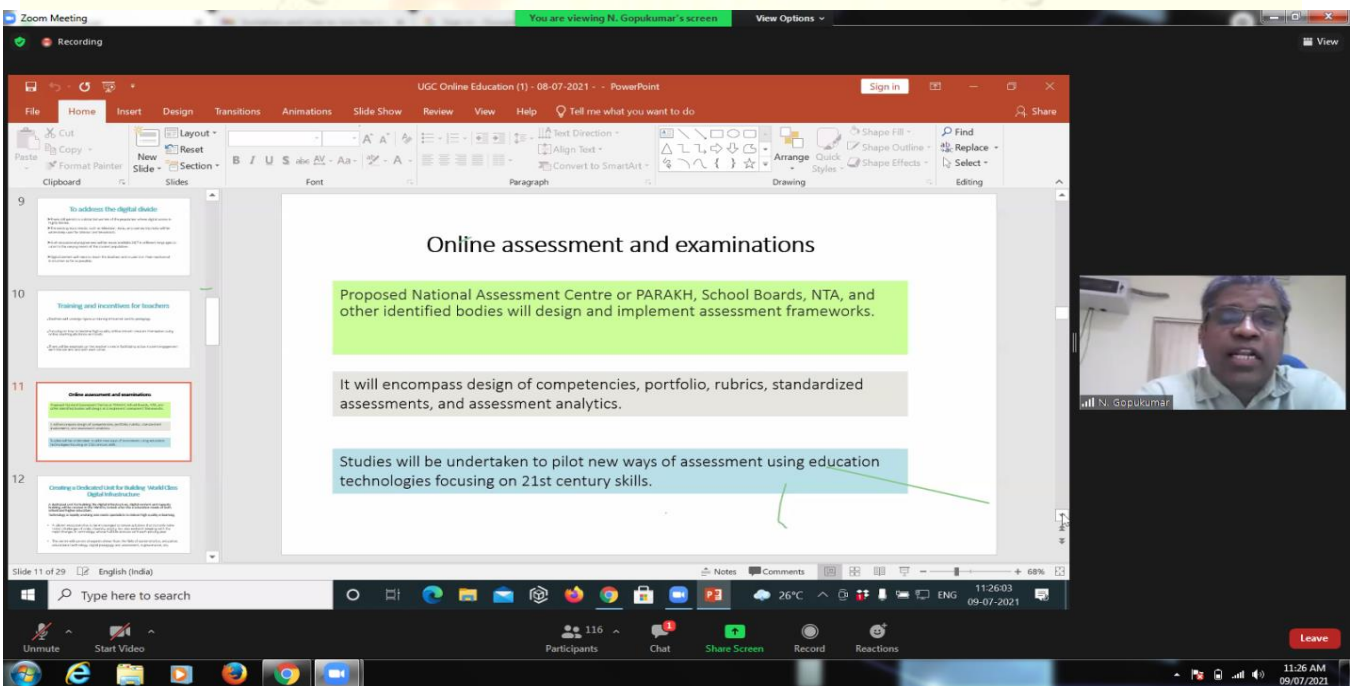 Zoom Meeting
You are viewing N. Gopukumar's screen
View Options
Recording
View
UGC Online Education (1) - 08-07-2021 - - PowerPoint
Sign in
File Home Insert Design Transitions Animations Slide Show Review View Help Tell me what you want to do
Share
Paste
Cut
Copy
Format Painter
Clipboard
New Slide
Layout
Reset
Section
Slides
B I U S abc AV Aa A
Font
Text Direction
Align Text
Convert to SmartArt
Paragraph
Arrange
Quick Styles
Shape Fill
Shape Outline
Shape Effects
Drawing
Find
Replace
Select
Editing
9
To address the digital divide
10
Training and incentives for teachers
11
Online assessment and examinations
12
Creating a Dedicated Unit for Building World Class
Digital Infrastructure
Online assessment and examinations
Proposed National Assessment Centre or PARAKH, School Boards, NTA, and
other identified bodies will design and implement assessment frameworks.
It will encompass design of competencies, portfolio, rubrics, standardized
assessments, and assessment analytics.
Studies will be undertaken to pilot new ways of assessment using education
technologies focusing on 21st century skills.
N. Gopukumar
Slide 11 of 29 English (India)
Notes Comments
68%
Type here to search
26°C
ENG
11:26:03
09-07-2021
Unmute
Start Video
116
Participants
1
Chat
Share Screen
Record
Reactions
Leave
11:26 AM
09/07/2021